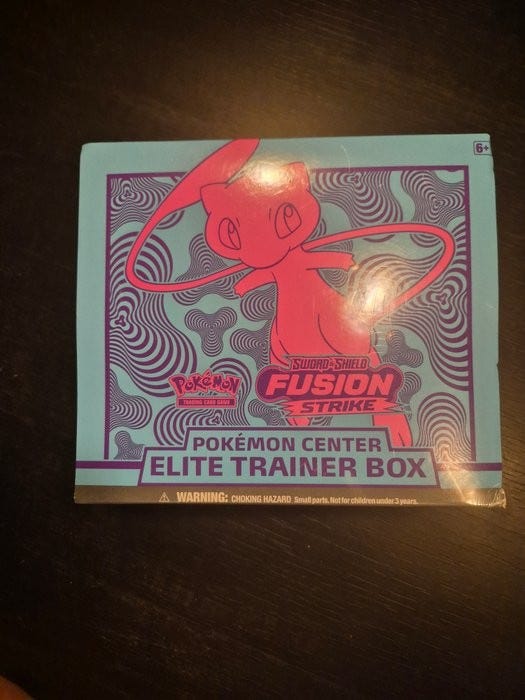 6+
Pokémon
TRADING CARD GAME
SWORD & SHIELD
FUSION
STRIKE
POKÉMON CENTER
ELITE TRAINER BOX
⚠ WARNING: CHOKING HAZARD Small parts. Not for children under 3 years.